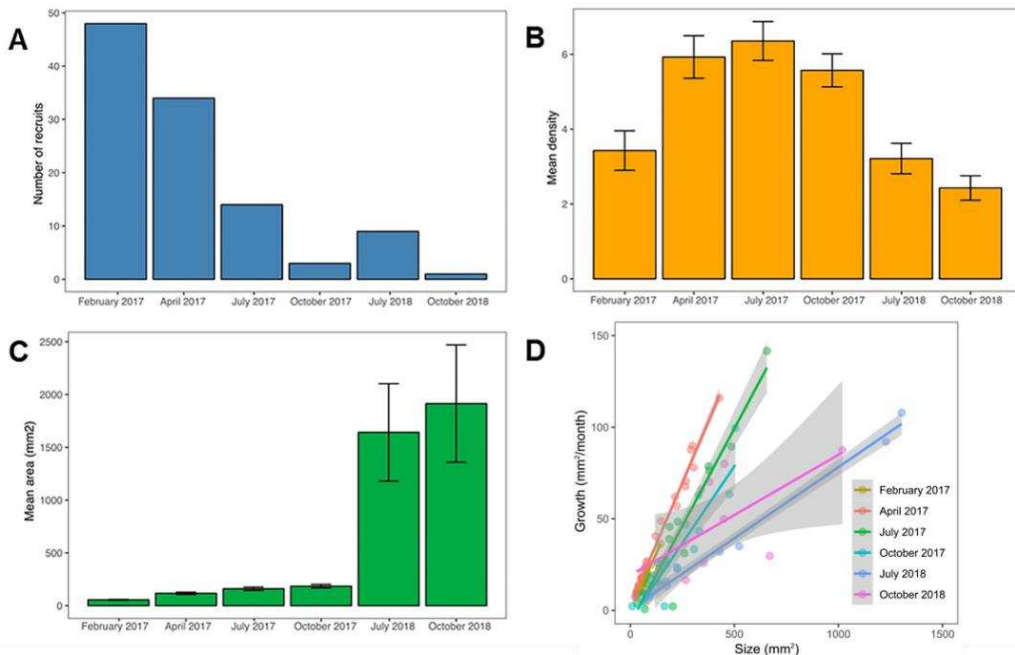 A
50
40
30
20
10
0
Number of recruits
February 2017 April 2017 July 2017 October 2017 July 2018 October 2018
B
6
4
2
0
Mean density
February 2017 April 2017 July 2017 October 2017 July 2018 October 2018
C
2500
2000
1500
1000
500
0
Mean area (mm2)
February 2017 April 2017 July 2017 October 2017 July 2018 October 2018
D
150
100
50
0
Growth (mm²/month)
February 2017
April 2017
July 2017
October 2017
July 2018
October 2018
0 500 1000 1500
Size (mm²)